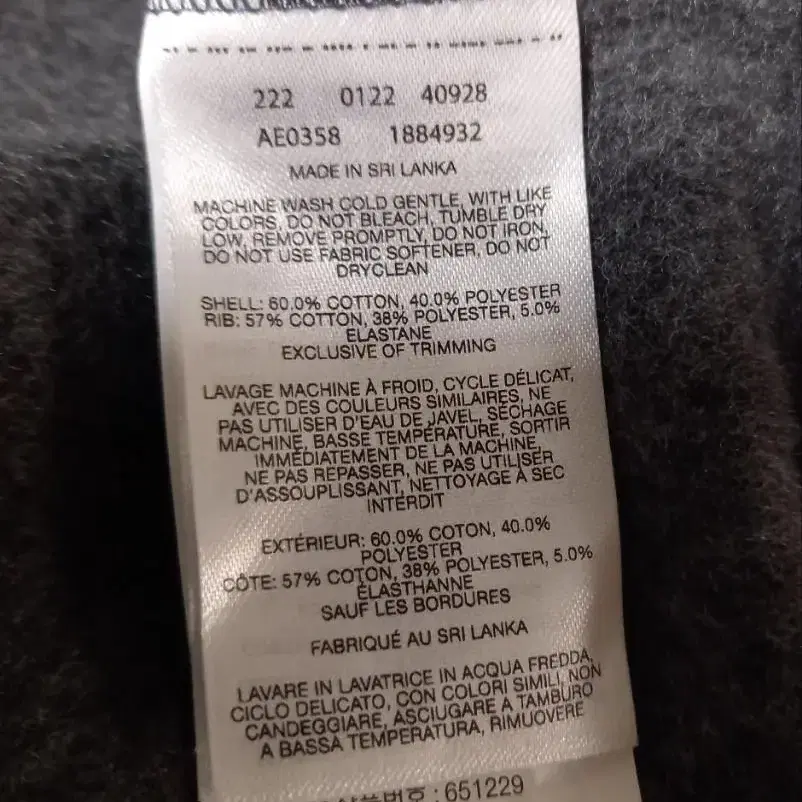 222 0122 40928
AE0358 1884932
MADE IN SRI LANKA
MACHINE WASH COLD GENTLE, WITH LIKE
COLORS, DO NOT BLEACH, TUMBLE DRY
LOW, REMOVE PROMPTLY, DO NOT IRON,
DO NOT USE FABRIC SOFTENER, DO NOT
DRYCLEAN
SHELL: 60.0% COTTON, 40.0% POLYESTER
RIB: 57% COTTON, 38% POLYESTER, 5.0%
ELASTANE
EXCLUSIVE OF TRIMMING
LAVAGE MACHINE À FROID, CYCLE DÉLICAT,
AVEC DES COULEURS SIMILAIRES, NE
PAS UTILISER D'EAU DE JAVEL, SÉCHAGE
MACHINE, BASSE TEMPÉRATURE, SORTIR
IMMÉDIATEMENT DE LA MACHINE,
NE PAS REPASSER, NE PAS UTILISER
D'ASSOUPLISSANT, NETTOYAGE À SEC
INTERDIT
EXTÉRIEUR: 60.0% COTON, 40.0%
POLYESTER
CÔTE: 57% COTON, 38% POLYESTER, 5.0%
ÉLASTHANNE
SAUF LES BORDURES
FABRIQUÉ AU SRI LANKA
LAVARE IN LAVATRICE IN ACQUA FREDDA,
CICLO DELICATO, CON COLORI SIMILI, NON
CANDEGGIARE, ASCIUGARE A TAMBURO
A BASSA TEMPERATURA, RIMUOVERE
: 651229